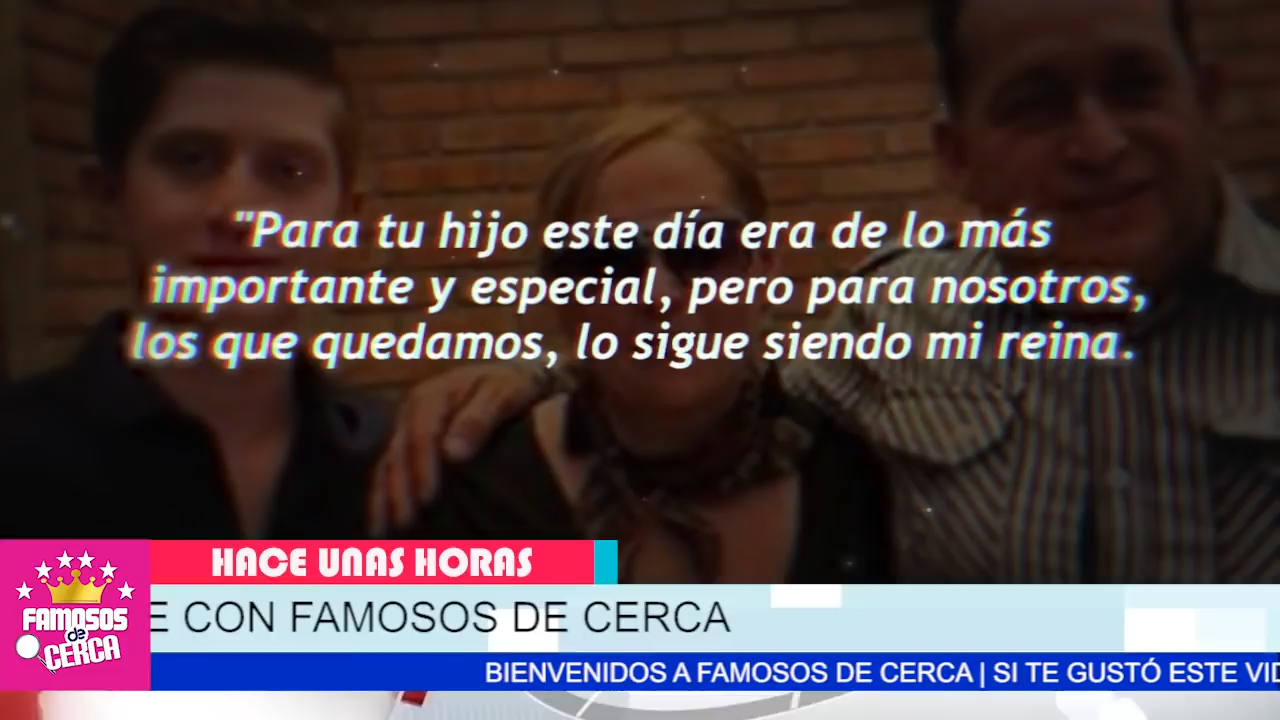 "Para tu hijo este día era de lo más
importante y especial, pero para nosotros,
los que quedamos, lo sigue siendo mi reina.
HACE UNAS HORAS
E CON FAMOSOS DE CERCA
FAMOSOS
de
CERCA
BIENVENIDOS A FAMOSOS DE CERCA | SI TE GUSTÓ ESTE VID